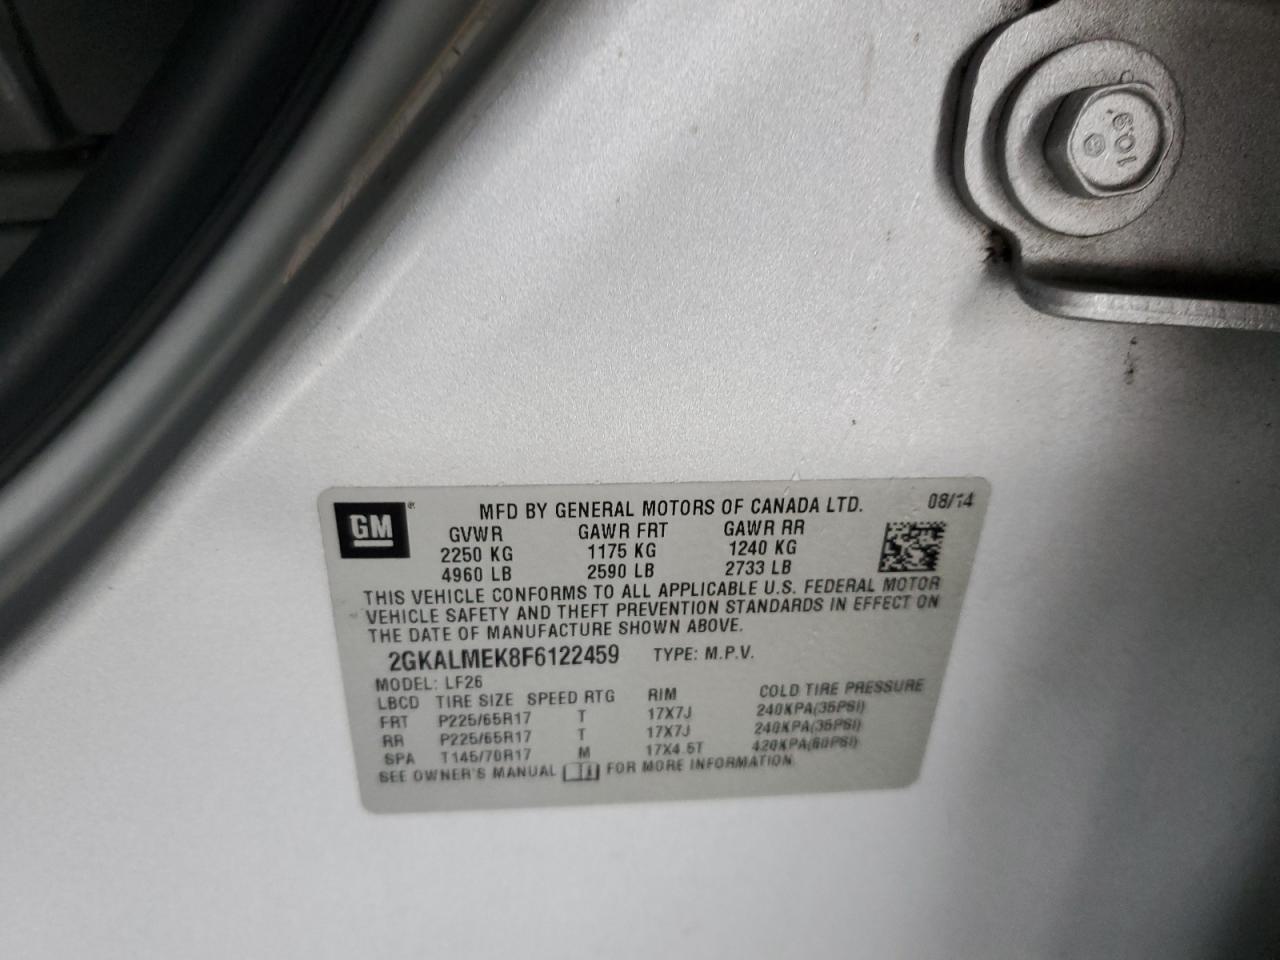 10.9
GM ®
MFD BY GENERAL MOTORS OF CANADA LTD. 08/14
GVWR GAWR FRT GAWR RR
2250 KG 1175 KG 1240 KG
4960 LB 2590 LB 2733 LB
THIS VEHICLE CONFORMS TO ALL APPLICABLE U.S. FEDERAL MOTOR
VEHICLE SAFETY AND THEFT PREVENTION STANDARDS IN EFFECT ON
THE DATE OF MANUFACTURE SHOWN ABOVE.
2GKALMEK8F6122459 TYPE: M.P.V.
MODEL: LF26
LBCD TIRE SIZE SPEED RTG RIM COLD TIRE PRESSURE
FRT P225/65R17 T 17X7J 240KPA(35PSI)
RR P225/65R17 T 17X7J 240KPA(35PSI)
SPA T145/70R17 M 17X4.5T 420KPA(60PSI)
SEE OWNER'S MANUAL FOR MORE INFORMATION.